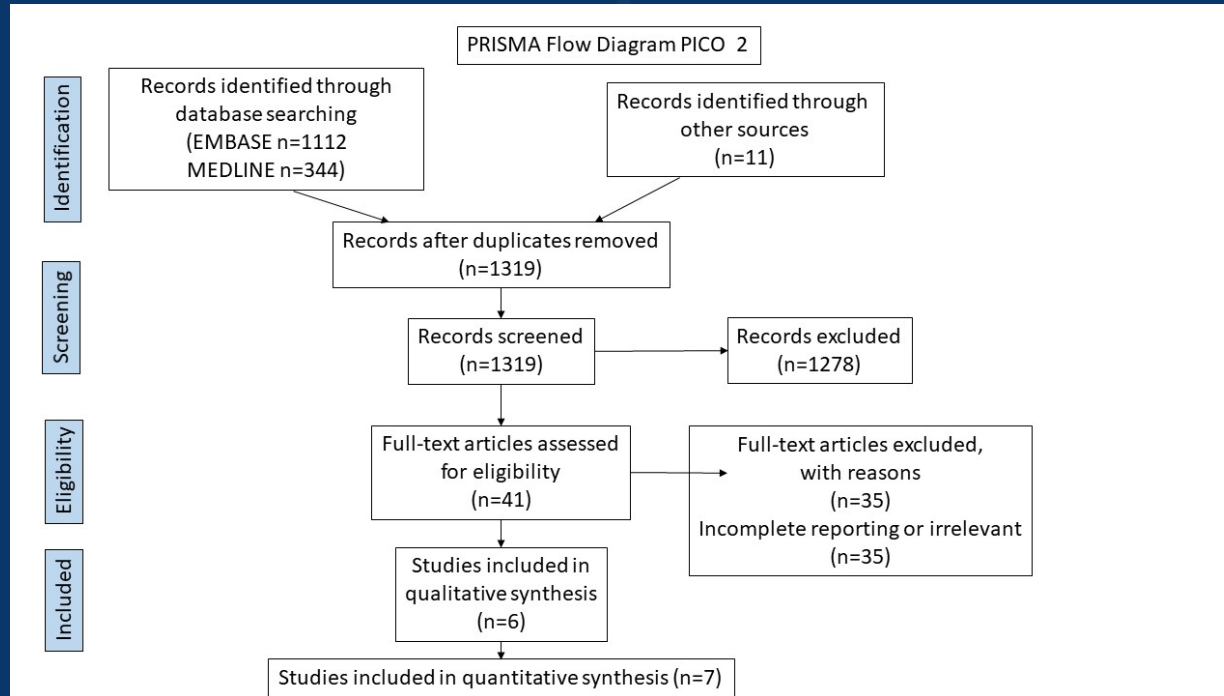 PRISMA Flow Diagram PICO 2
Identification
Records identified through
database searching
(EMBASE n=1112
MEDLINE n=344)
Records identified through
other sources
(n=11)
Records after duplicates removed
(n=1319)
Screening
Records screened
(n=1319)
Records excluded
(n=1278)
Eligibility
Full-text articles assessed
for eligibility
(n=41)
Full-text articles excluded,
with reasons
(n=35)
Incomplete reporting or irrelevant
(n=35)
Included
Studies included in
qualitative synthesis
(n=6)
Studies included in quantitative synthesis (n=7)